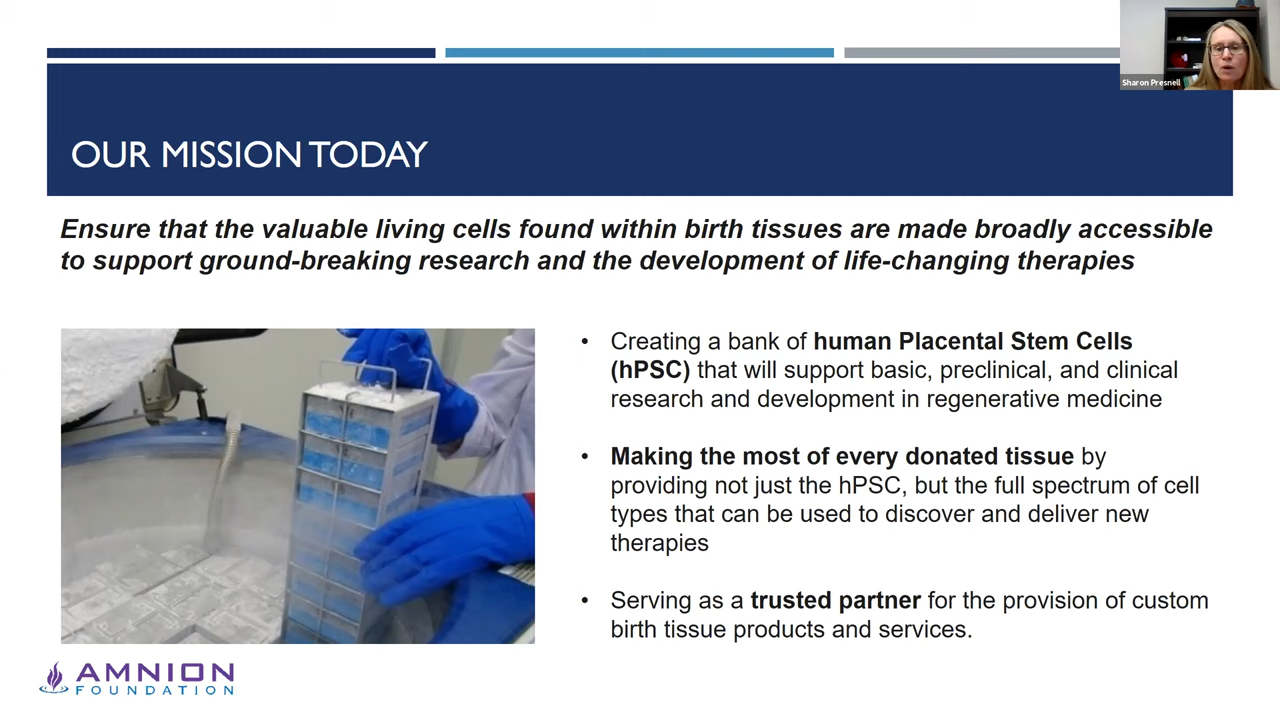 Sharon Presnell
OUR MISSION TODAY
Ensure that the valuable living cells found within birth tissues are made broadly accessible
to support ground-breaking research and the development of life-changing therapies
• Creating a bank of human Placental Stem Cells
(hPSC) that will support basic, preclinical, and clinical
research and development in regenerative medicine
• Making the most of every donated tissue by
providing not just the hPSC, but the full spectrum of cell
types that can be used to discover and deliver new
therapies
• Serving as a trusted partner for the provision of custom
birth tissue products and services.
AMNION
FOUNDATION